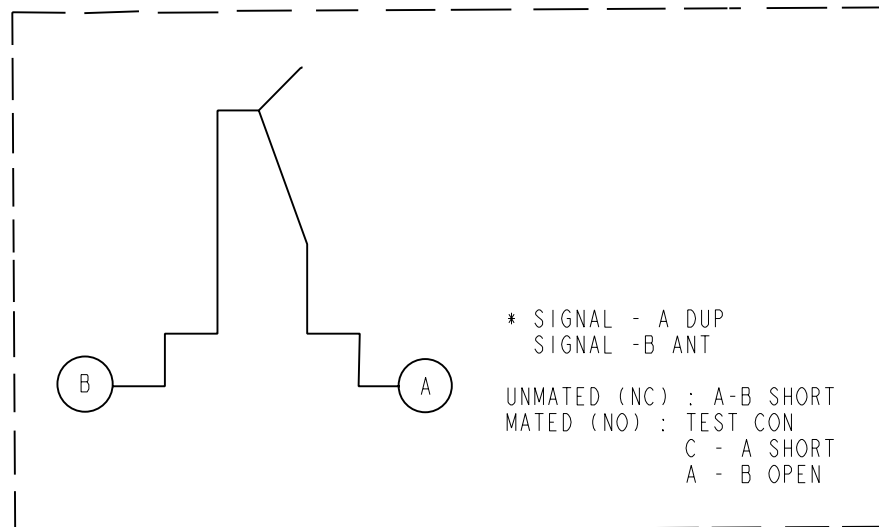 B
A
* SIGNAL - A DUP
SIGNAL -B ANT
UNMATED (NC) : A-B SHORT
MATED (NO) : TEST CON
C - A SHORT
A - B OPEN